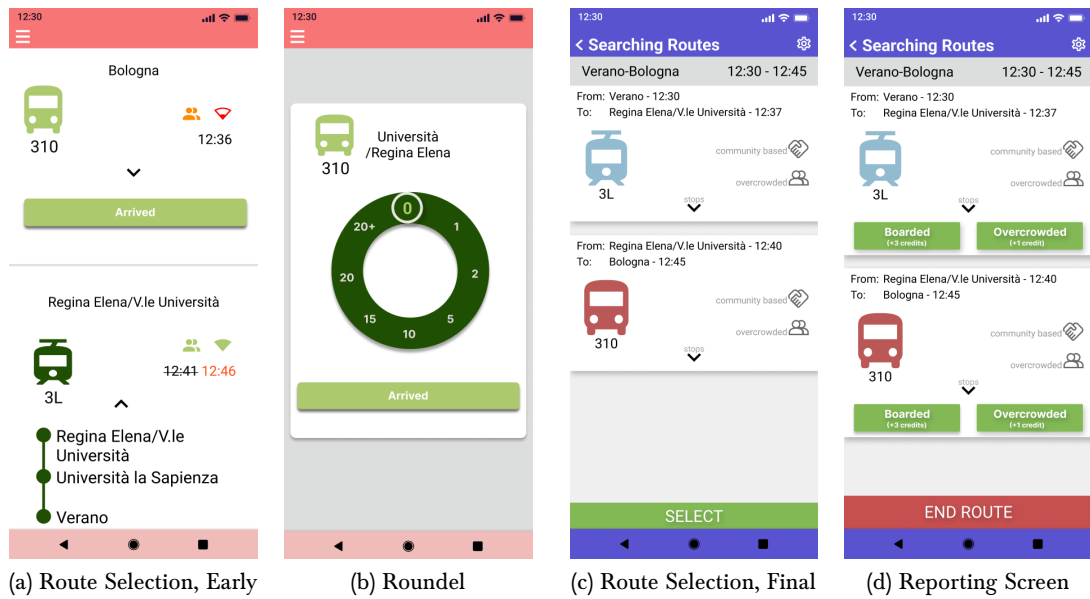 12:30
Bologna
310
12:36
Arrived
Regina Elena/V.le Università
3L
12:41 12:46
Regina Elena/V.le
Università
Università la Sapienza
Verano
(a) Route Selection, Early
12:30
310
Università
/Regina Elena
0
1
2
5
10
15
20
20+
Arrived
(b) Roundel
12:30
< Searching Routes
Verano-Bologna 12:30 - 12:45
From: Verano - 12:30
To: Regina Elena/V.le Università - 12:37
community based
overcrowded
3L
stops
From: Regina Elena/V.le Università - 12:40
To: Bologna - 12:45
community based
overcrowded
310
stops
SELECT
(c) Route Selection, Final
12:30
< Searching Routes
Verano-Bologna 12:30 - 12:45
From: Verano - 12:30
To: Regina Elena/V.le Università - 12:37
community based
overcrowded
3L
stops
Boarded Overcrowded
(+3 credits) (+1 credit)
From: Regina Elena/V.le Università - 12:40
To: Bologna - 12:45
community based
overcrowded
310
stops
Boarded Overcrowded
(+3 credits) (+1 credit)
END ROUTE
(d) Reporting Screen